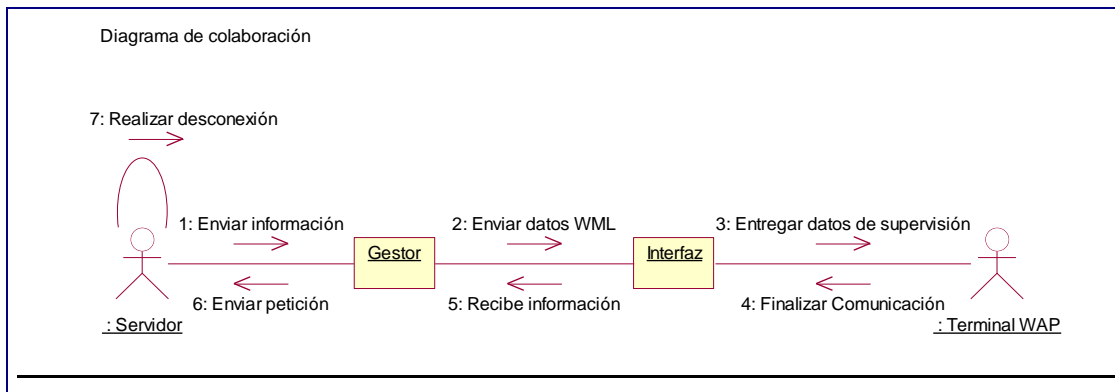 Diagrama de colaboración
7: Realizar desconexión
1: Enviar información
2: Enviar datos WML
3: Entregar datos de supervisión
Gestor
Interfaz
6: Enviar petición
5: Recibe información
4: Finalizar Comunicación
: Servidor
: Terminal WAP